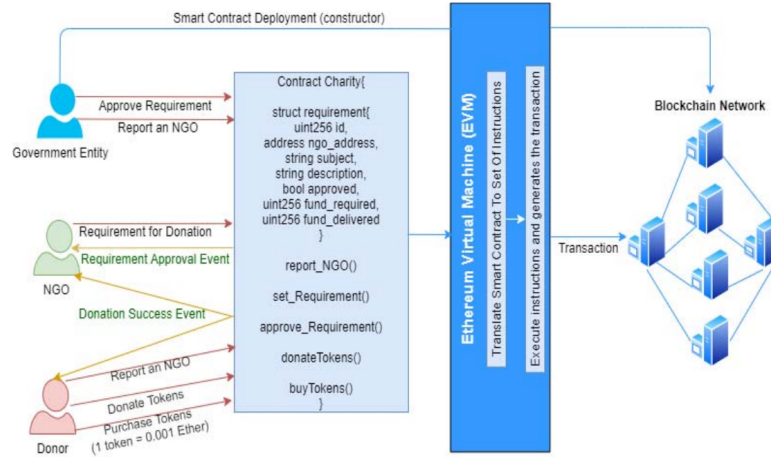 Smart Contract Deployment (constructor)
Government Entity
Approve Requirement
Report an NGO
NGO
Requirement for Donation
Requirement Approval Event
Donation Success Event
Donor
Report an NGO
Donate Tokens
Purchase Tokens
(1 token = 0.001 Ether)
Contract Charity{
struct requirement{
uint256 id,
address ngo_address,
string subject,
string description,
bool approved,
uint256 fund_required,
uint256 fund_delivered
}
report_NGO()
set_Requirement()
approve_Requirement()
donateTokens()
buyTokens()
}
Ethereum Virtual Machine (EVM)
Translate Smart Contract To Set Of Instructions
Execute instructions and generates the transaction
Transaction
Blockchain Network